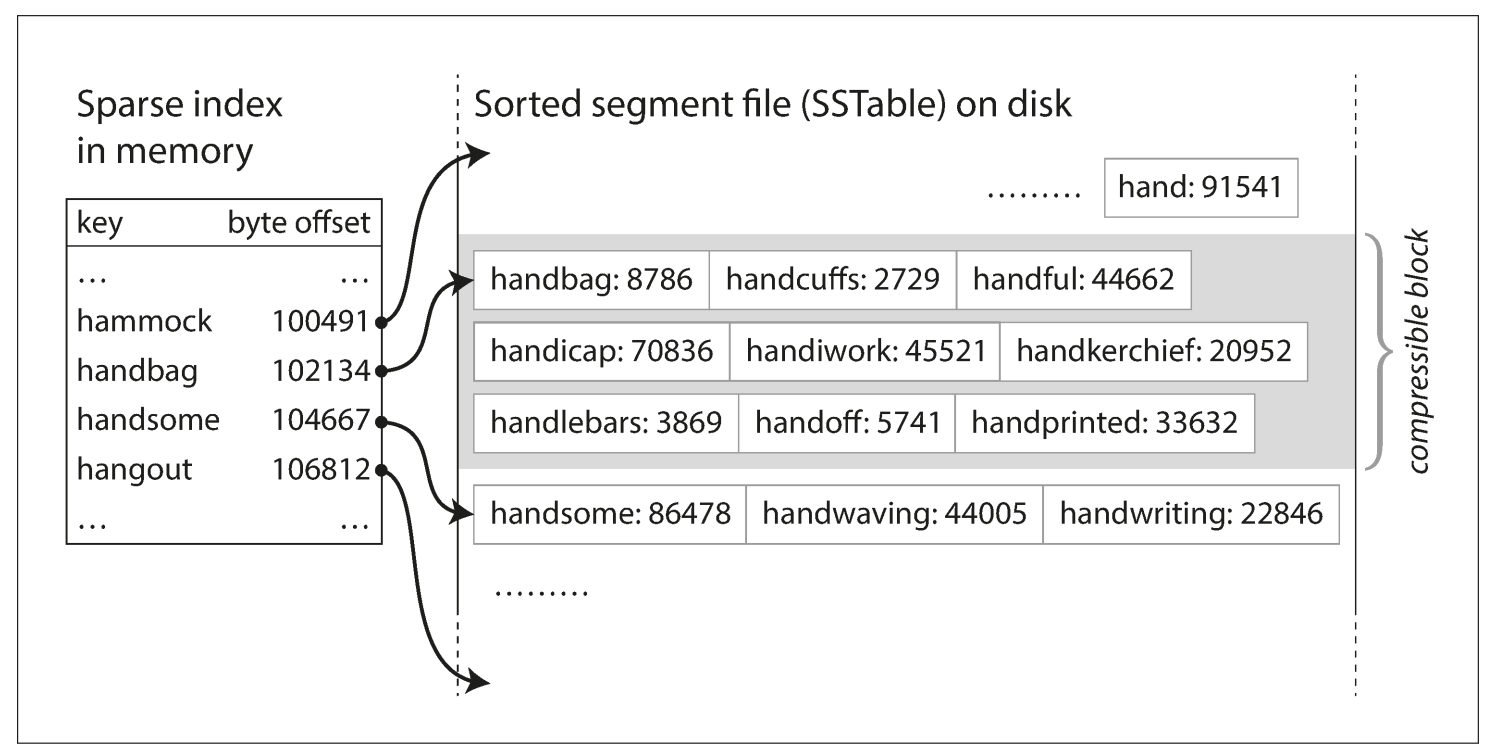 Sparse index
in memory
key byte offset
... ...
hammock 100491
handbag 102134
handsome 104667
hangout 106812
... ...
Sorted segment file (SSTable) on disk
......... hand: 91541
handbag: 8786 handcuffs: 2729 handful: 44662
handicap: 70836 handiwork: 45521 handkerchief: 20952
handlebars: 3869 handoff: 5741 handprinted: 33632
handsome: 86478 handwaving: 44005 handwriting: 22846
.........
compressible block